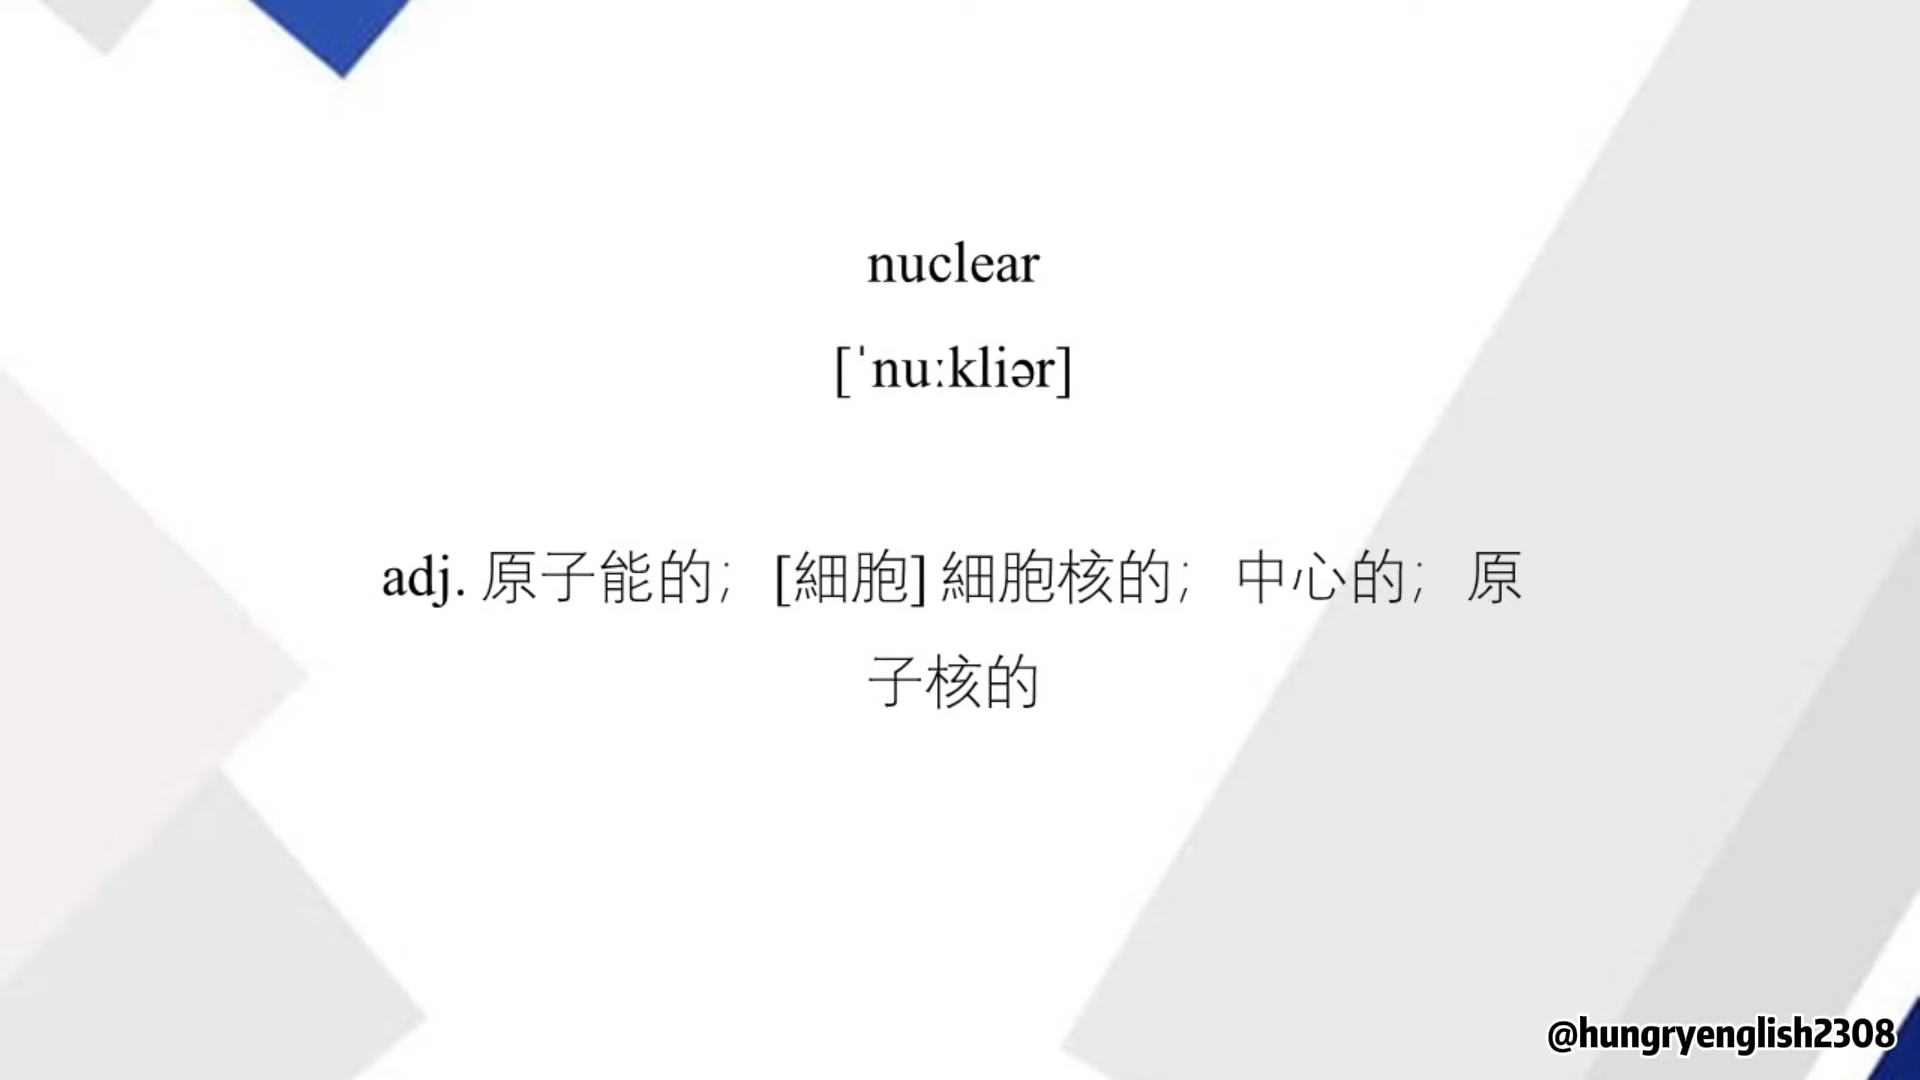 nuclear
[ˈnuːkliər]
adj. 原子能的；[細胞] 細胞核的；中心的；原
子核的
@hungryenglish2308